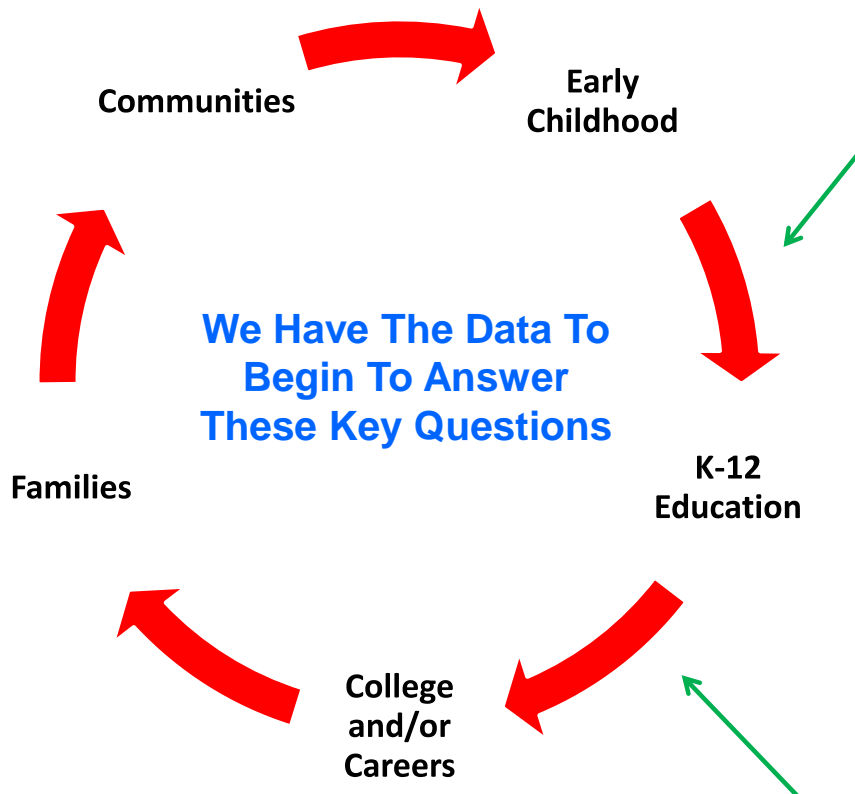 Communities
Early
Childhood
We Have The Data To
Begin To Answer
These Key Questions
K-12
Education
Families
College
and/or
Careers